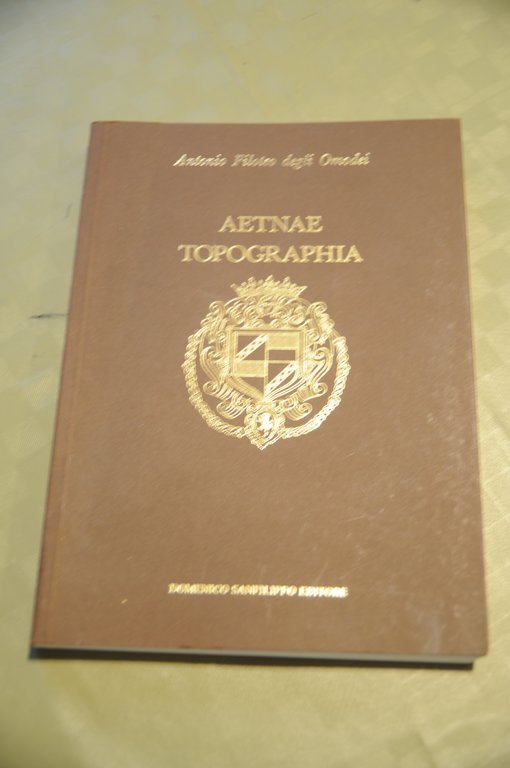 Antonio Filoteo degli Omodei
AETNAE
TOPOGRAPHIA
DOMENICO SANFILIPPO EDITORE